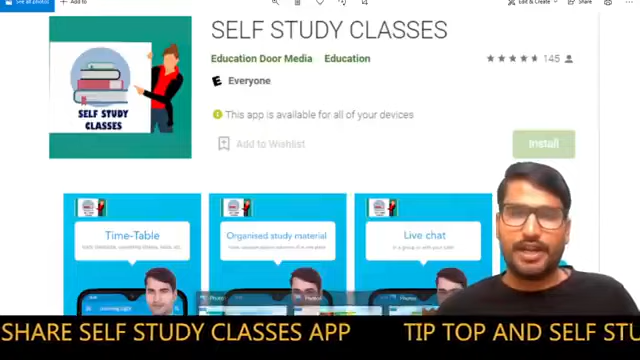 See all photos
Add to
Edit & Create
Share
SELF STUDY CLASSES
Education Door Media Education
145
E Everyone
This app is available for all of your devices
Add to Wishlist
Install
SELF STUDY
CLASSES
Time-Table
Organised study material
Live chat
SHARE SELF STUDY CLASSES APP TIP TOP AND SELF STU